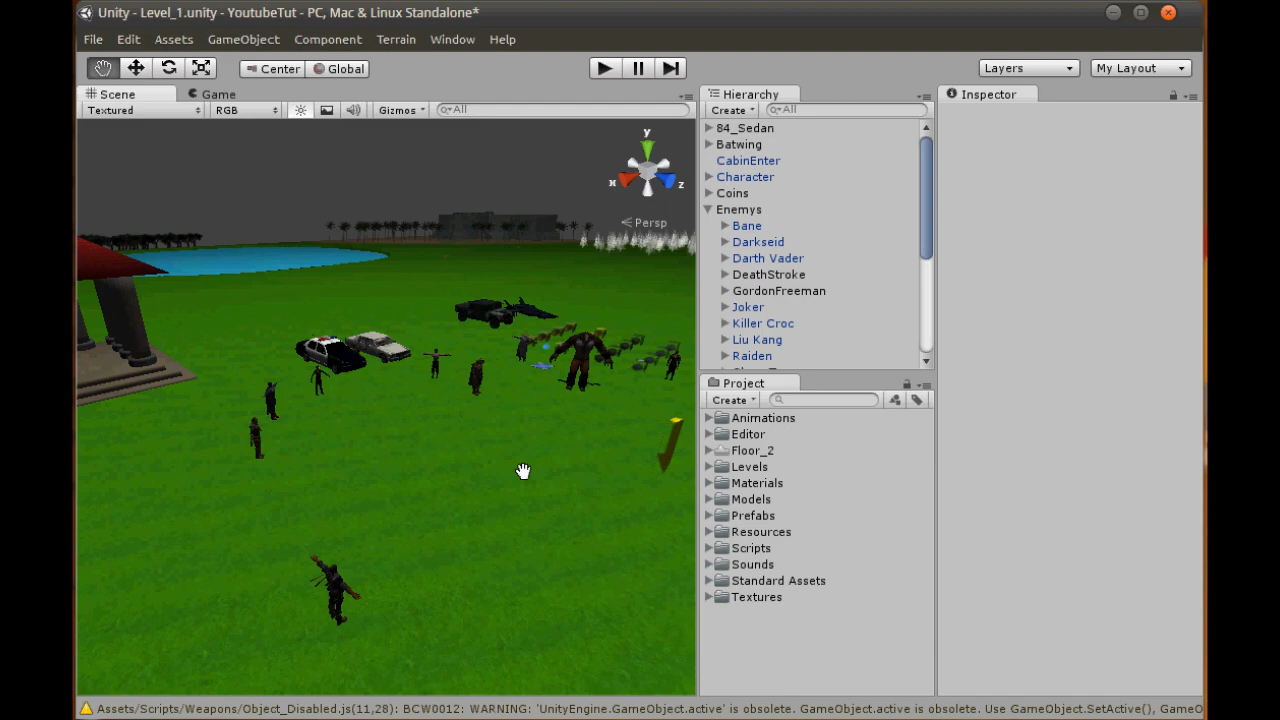 Unity - Level_1.unity - YoutubeTut - PC, Mac & Linux Standalone*
File Edit Assets GameObject Component Terrain Window Help
Center Global Layers My Layout
Scene Game
Textured RGB Gizmos All
y
x
z
Persp
Hierarchy
Create All
84_Sedan
Batwing
CabinEnter
Character
Coins
Enemys
Bane
Darkseid
Darth Vader
DeathStroke
GordonFreeman
Joker
Killer Croc
Liu Kang
Raiden
Project
Create
Animations
Editor
Floor_2
Levels
Materials
Models
Prefabs
Resources
Scripts
Sounds
Standard Assets
Textures
Inspector
Assets/Scripts/Weapons/Object_Disabled.js(11,28): BCW0012: WARNING: 'UnityEngine.GameObject.active' is obsolete. GameObject.active is obsolete. Use GameObject.SetActive(), GameO